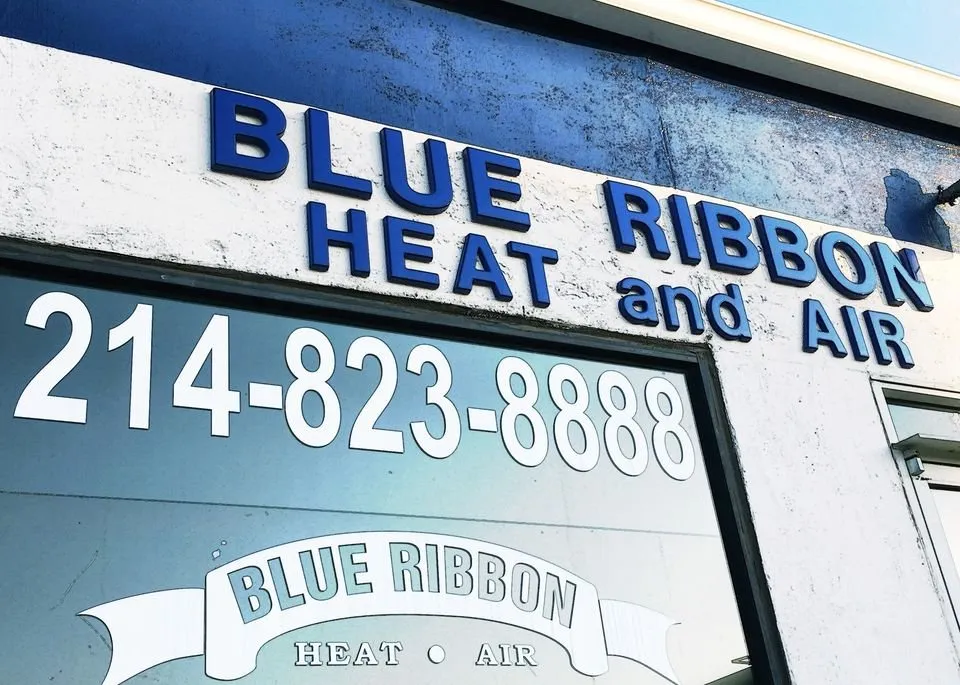 BLUE RIBBON
HEAT and AIR
214-823-8888
BLUE RIBBON
HEAT • AIR